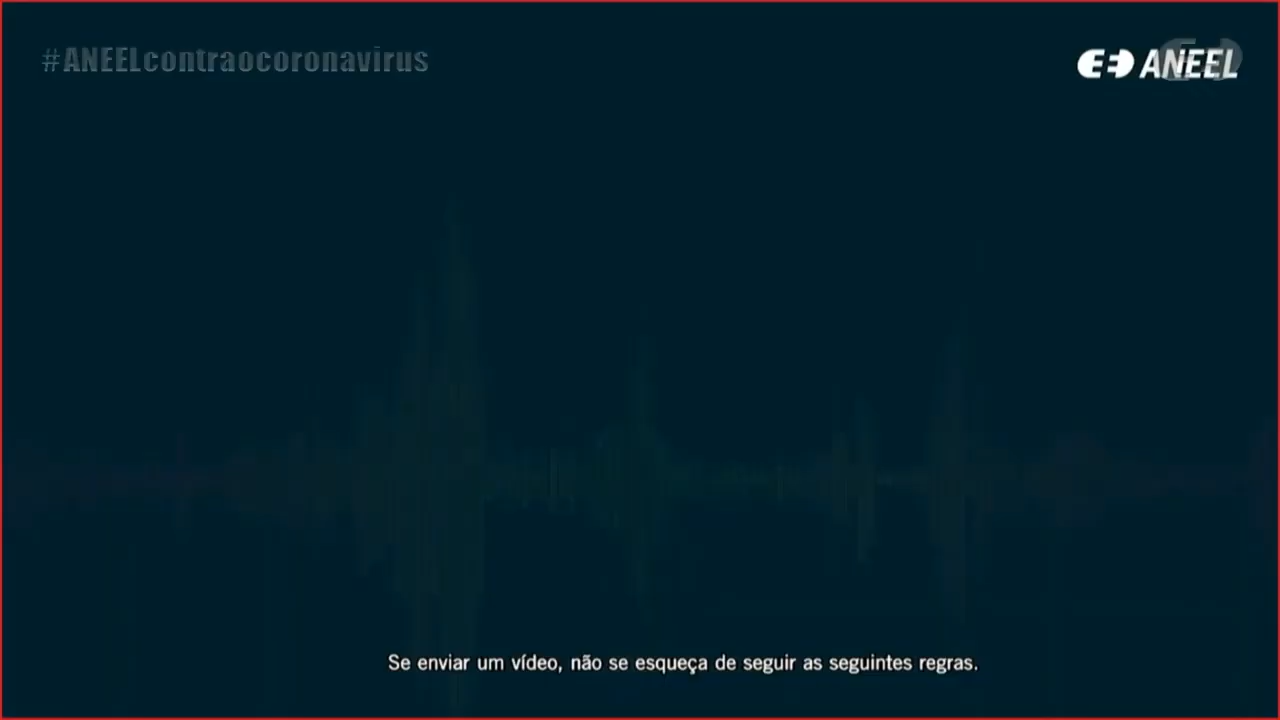 #ANEELcontraocoronavirus
ANEEL
Se enviar um vídeo, não se esqueça de seguir as seguintes regras.